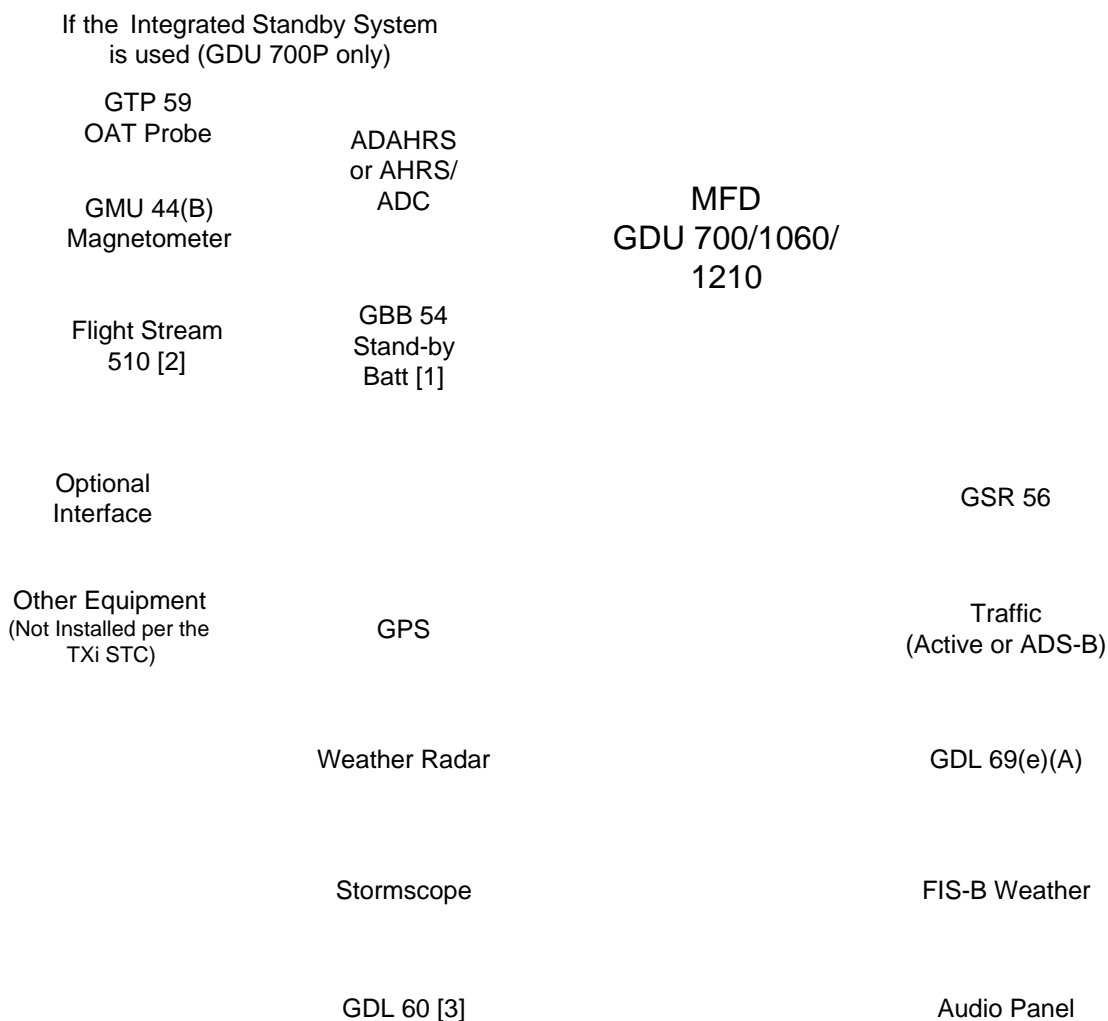 If the Integrated Standby System
is used (GDU 700P only)
GTP 59
OAT Probe
ADAHRS
or AHRS/
ADC
GMU 44(B)
Magnetometer
MFD
GDU 700/1060/
1210
Flight Stream
510 [2]
GBB 54
Stand-by
Batt [1]
Optional
Interface
GSR 56
Other Equipment
(Not Installed per the
TXi STC)
GPS
Traffic
(Active or ADS-B)
Weather Radar
GDL 69(e)(A)
Stormscope
FIS-B Weather
GDL 60 [3]
Audio Panel